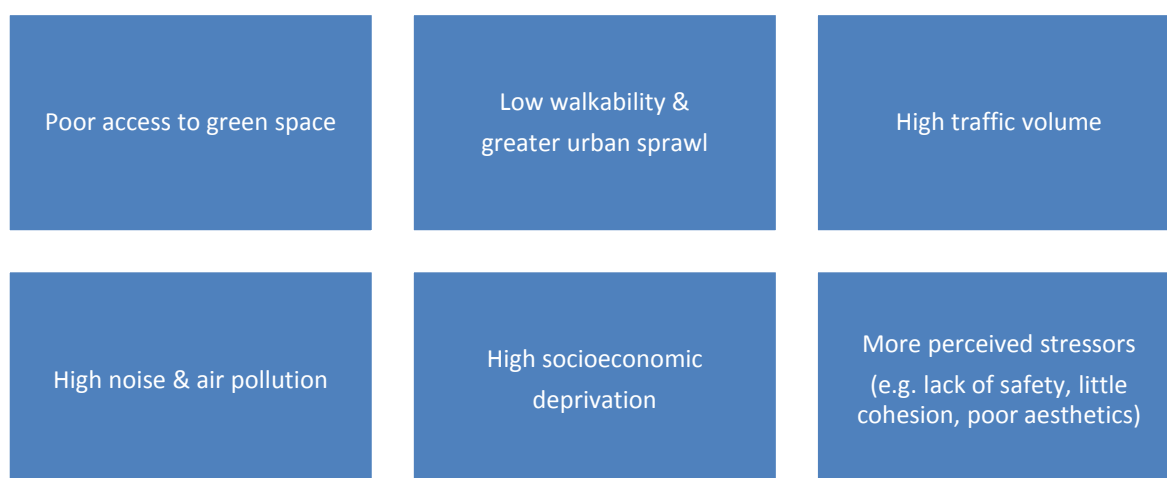 Poor access to green space
Low walkability &
greater urban sprawl
High traffic volume
High noise & air pollution
High socioeconomic
deprivation
More perceived stressors
(e.g. lack of safety, little
cohesion, poor aesthetics)